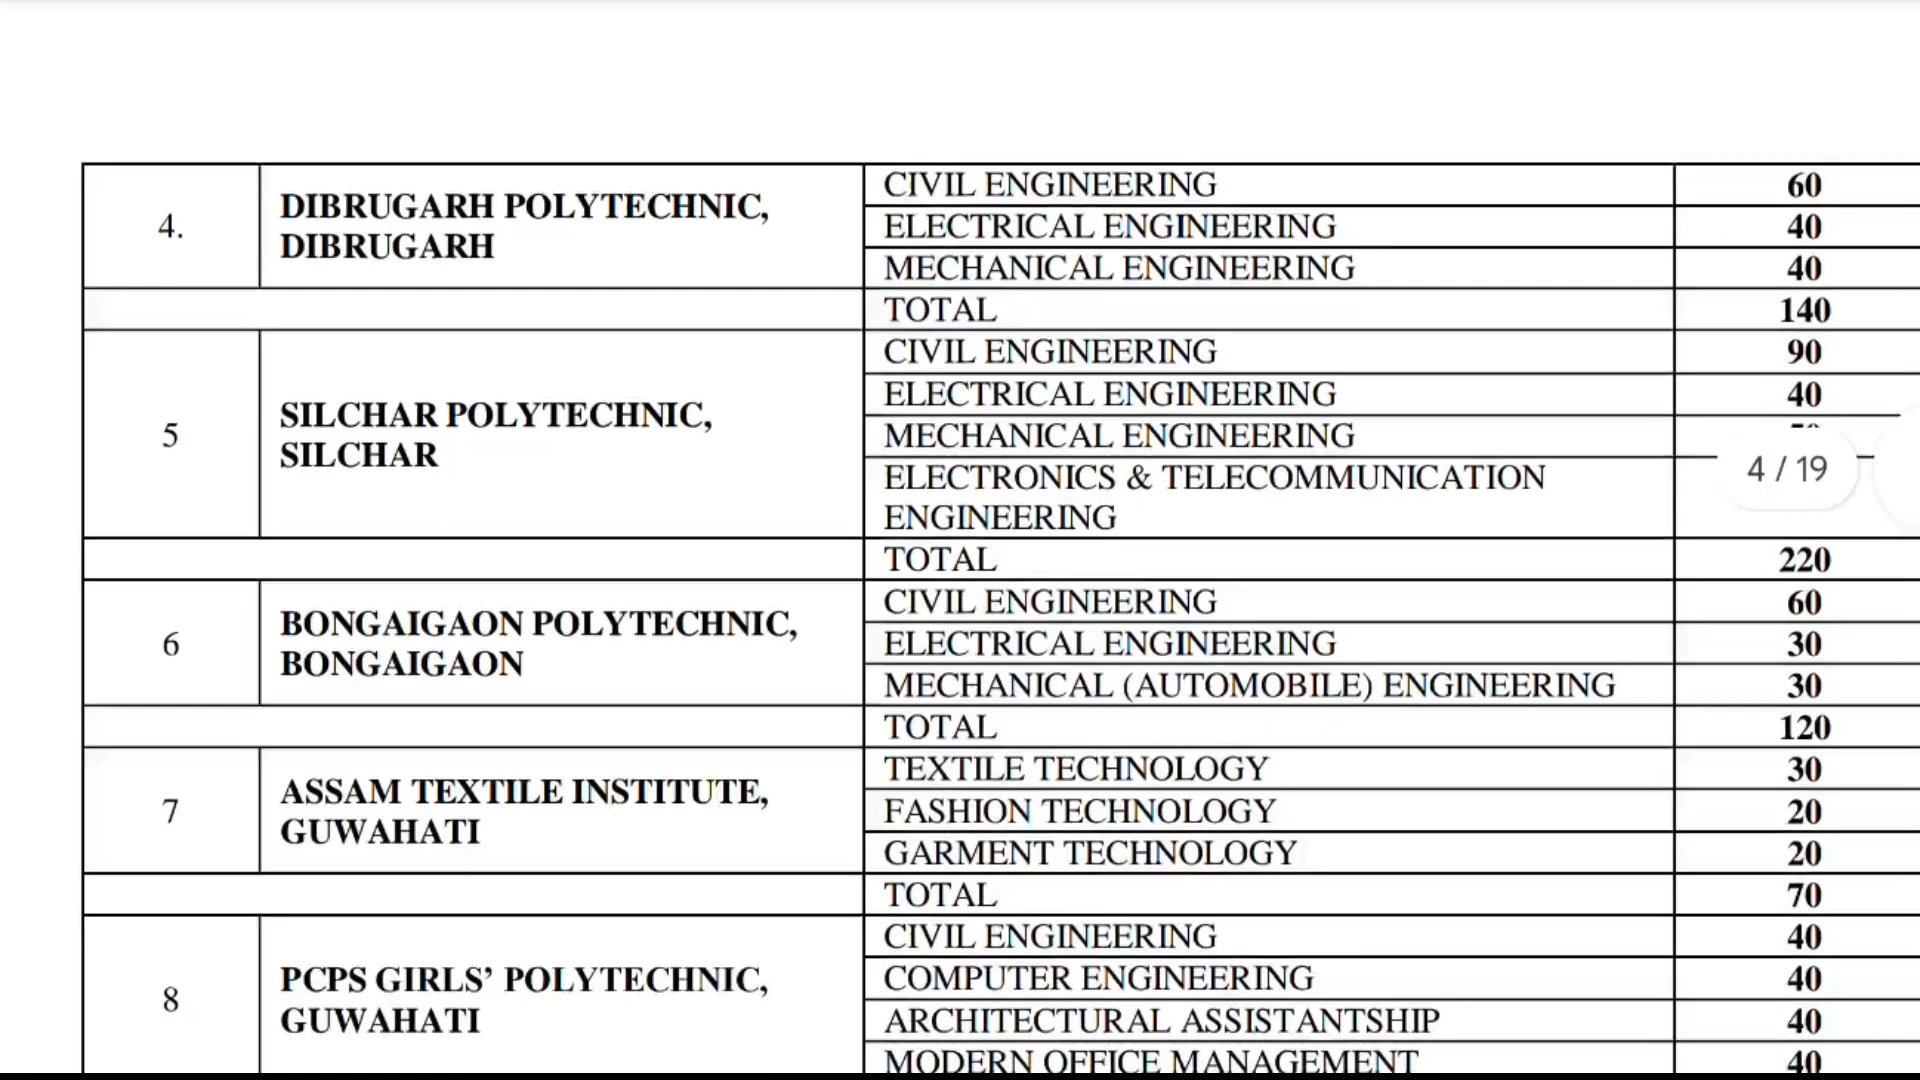 4.
DIBRUGARH POLYTECHNIC,
DIBRUGARH
CIVIL ENGINEERING 60
ELECTRICAL ENGINEERING 40
MECHANICAL ENGINEERING 40
TOTAL 140
5
SILCHAR POLYTECHNIC,
SILCHAR
CIVIL ENGINEERING 90
ELECTRICAL ENGINEERING 40
MECHANICAL ENGINEERING
ELECTRONICS & TELECOMMUNICATION
ENGINEERING
4 / 19
TOTAL 220
6
BONGAIGAON POLYTECHNIC,
BONGAIGAON
CIVIL ENGINEERING 60
ELECTRICAL ENGINEERING 30
MECHANICAL (AUTOMOBILE) ENGINEERING 30
TOTAL 120
7
ASSAM TEXTILE INSTITUTE,
GUWAHATI
TEXTILE TECHNOLOGY 30
FASHION TECHNOLOGY 20
GARMENT TECHNOLOGY 20
TOTAL 70
8
PCPS GIRLS’ POLYTECHNIC,
GUWAHATI
CIVIL ENGINEERING 40
COMPUTER ENGINEERING 40
ARCHITECTURAL ASSISTANTSHIP 40
MODERN OFFICE MANAGEMENT 40